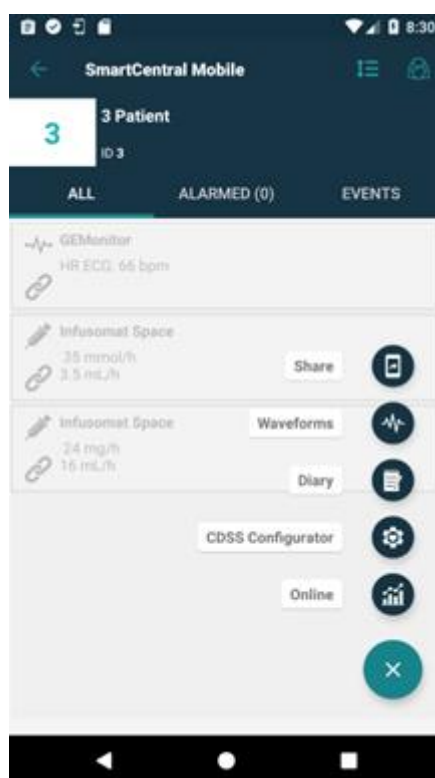 8:30
SmartCentral Mobile
3
3 Patient
ID 3
ALL ALARMED (0) EVENTS
GEMonitor
HR ECG: 66 bpm
Infusomat Space
35 mmol/h
3.5 mL/h
Share
Infusomat Space
Waveforms
24 mg/h
16 mL/h
Diary
CDSS Configurator
Online